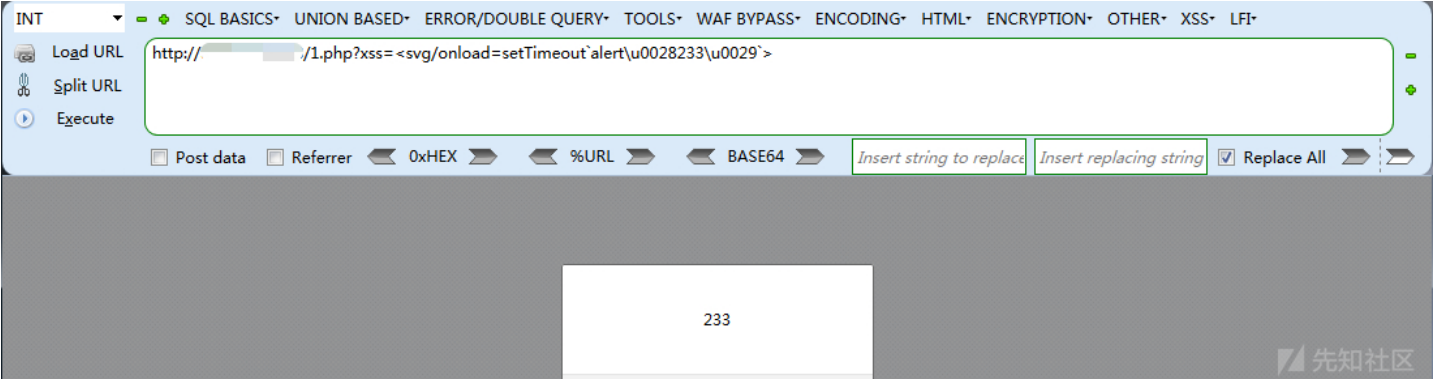 INT SQL BASICS UNION BASED ERROR/DOUBLE QUERY TOOLS WAF BYPASS ENCODING HTML ENCRYPTION OTHER XSS LFI
Load URL http:// /1.php?xss=<svg/onload=setTimeout`alert\u0028233\u0029`>
Split URL
Execute
Post data Referrer 0xHEX %URL BASE64 Insert string to replace Insert replacing string Replace All
233
先知社区